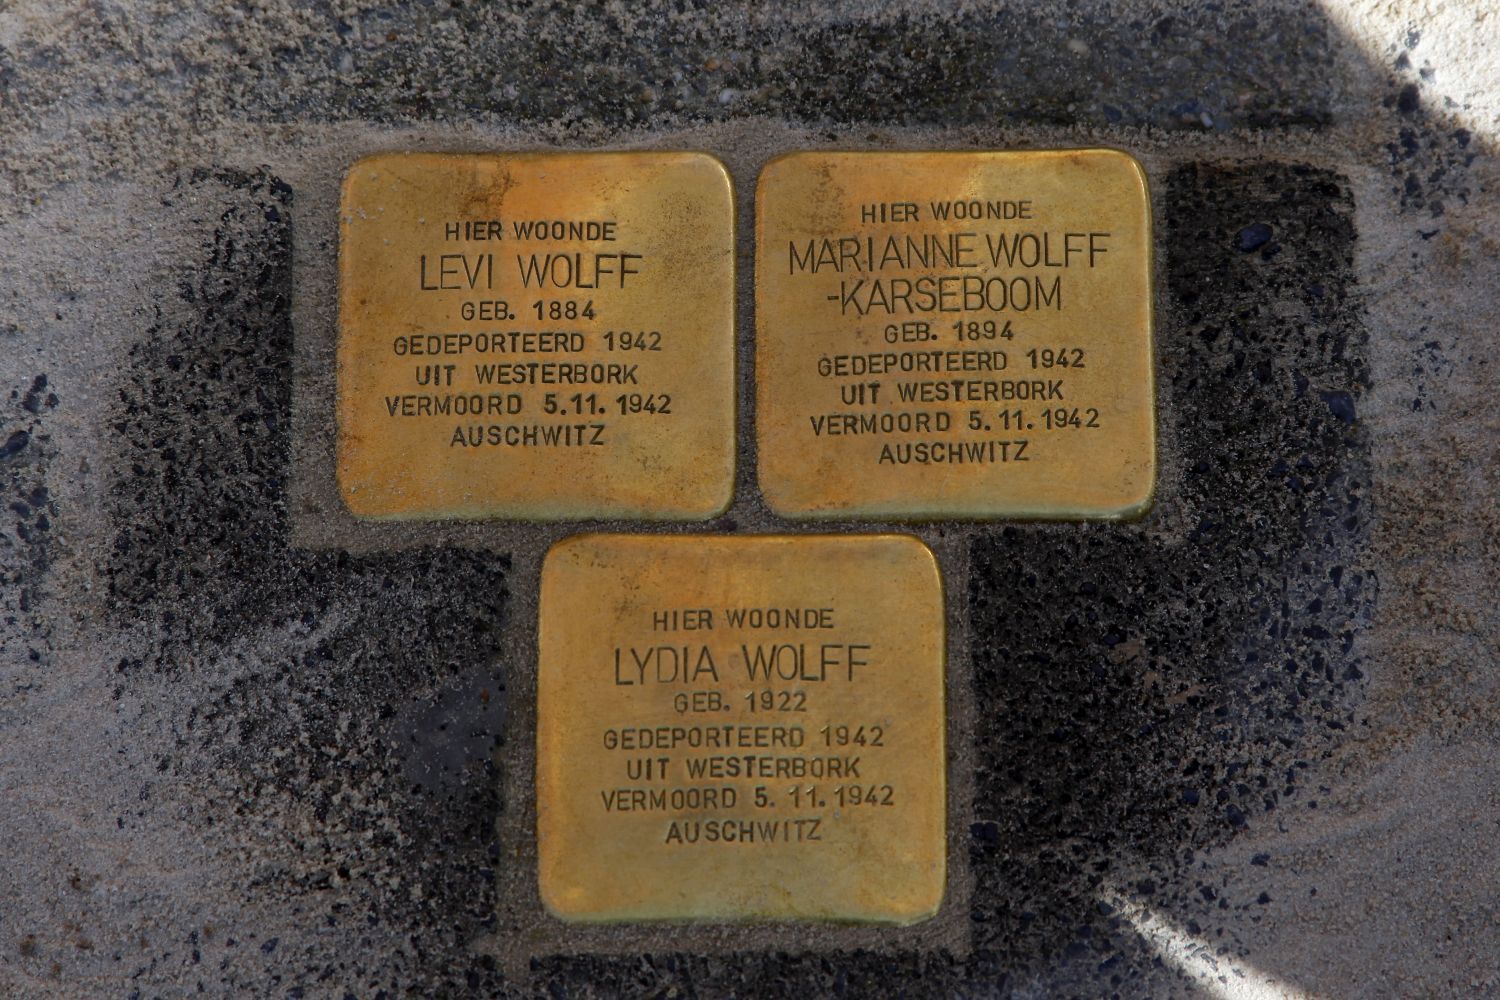 HIER WOONDE
LEVI WOLFF
GEB. 1884
GEDEPORTEERD 1942
UIT WESTERBORK
VERMOORD 5.11.1942
AUSCHWITZ
HIER WOONDE
MARIANNE WOLFF
-KARSEBOOM
GEB. 1894
GEDEPORTEERD 1942
UIT WESTERBORK
VERMOORD 5.11.1942
AUSCHWITZ
HIER WOONDE
LYDIA WOLFF
GEB. 1922
GEDEPORTEERD 1942
UIT WESTERBORK
VERMOORD 5.11.1942
AUSCHWITZ